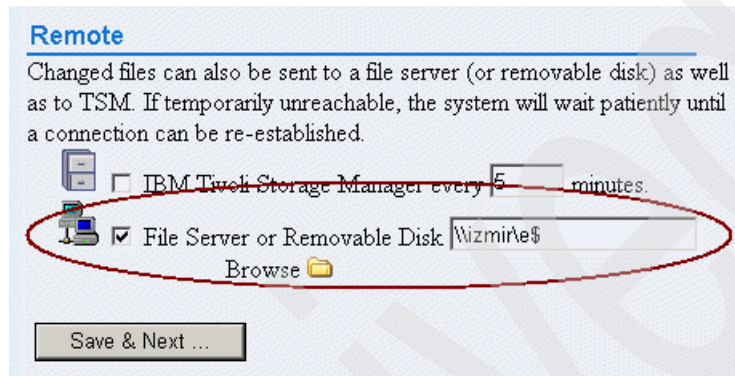 Remote
Changed files can also be sent to a file server (or removable disk) as well
as to TSM. If temporarily unreachable, the system will wait patiently until
a connection can be re-established.
IBM Tivoli Storage Manager every 5 minutes.
File Server or Removable Disk \\izmir\e$
Browse
Save & Next ...